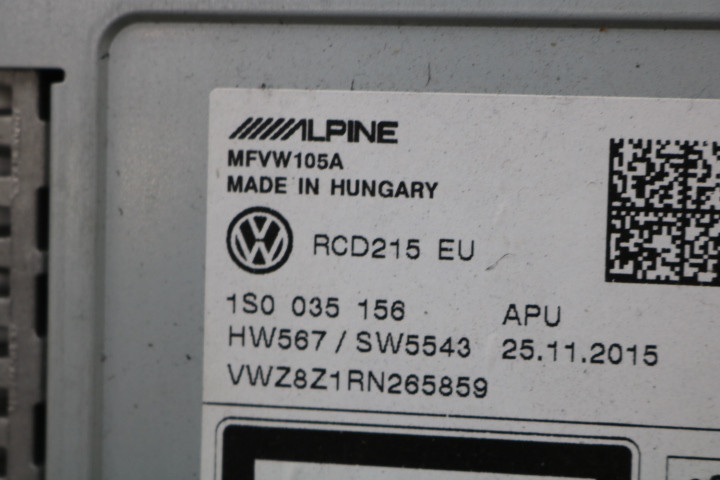 ALPINE
MFVW105A
MADE IN HUNGARY
RCD215 EU
1S0 035 156 APU
HW567 / SW5543 25.11.2015
VWZ8Z1RN265859